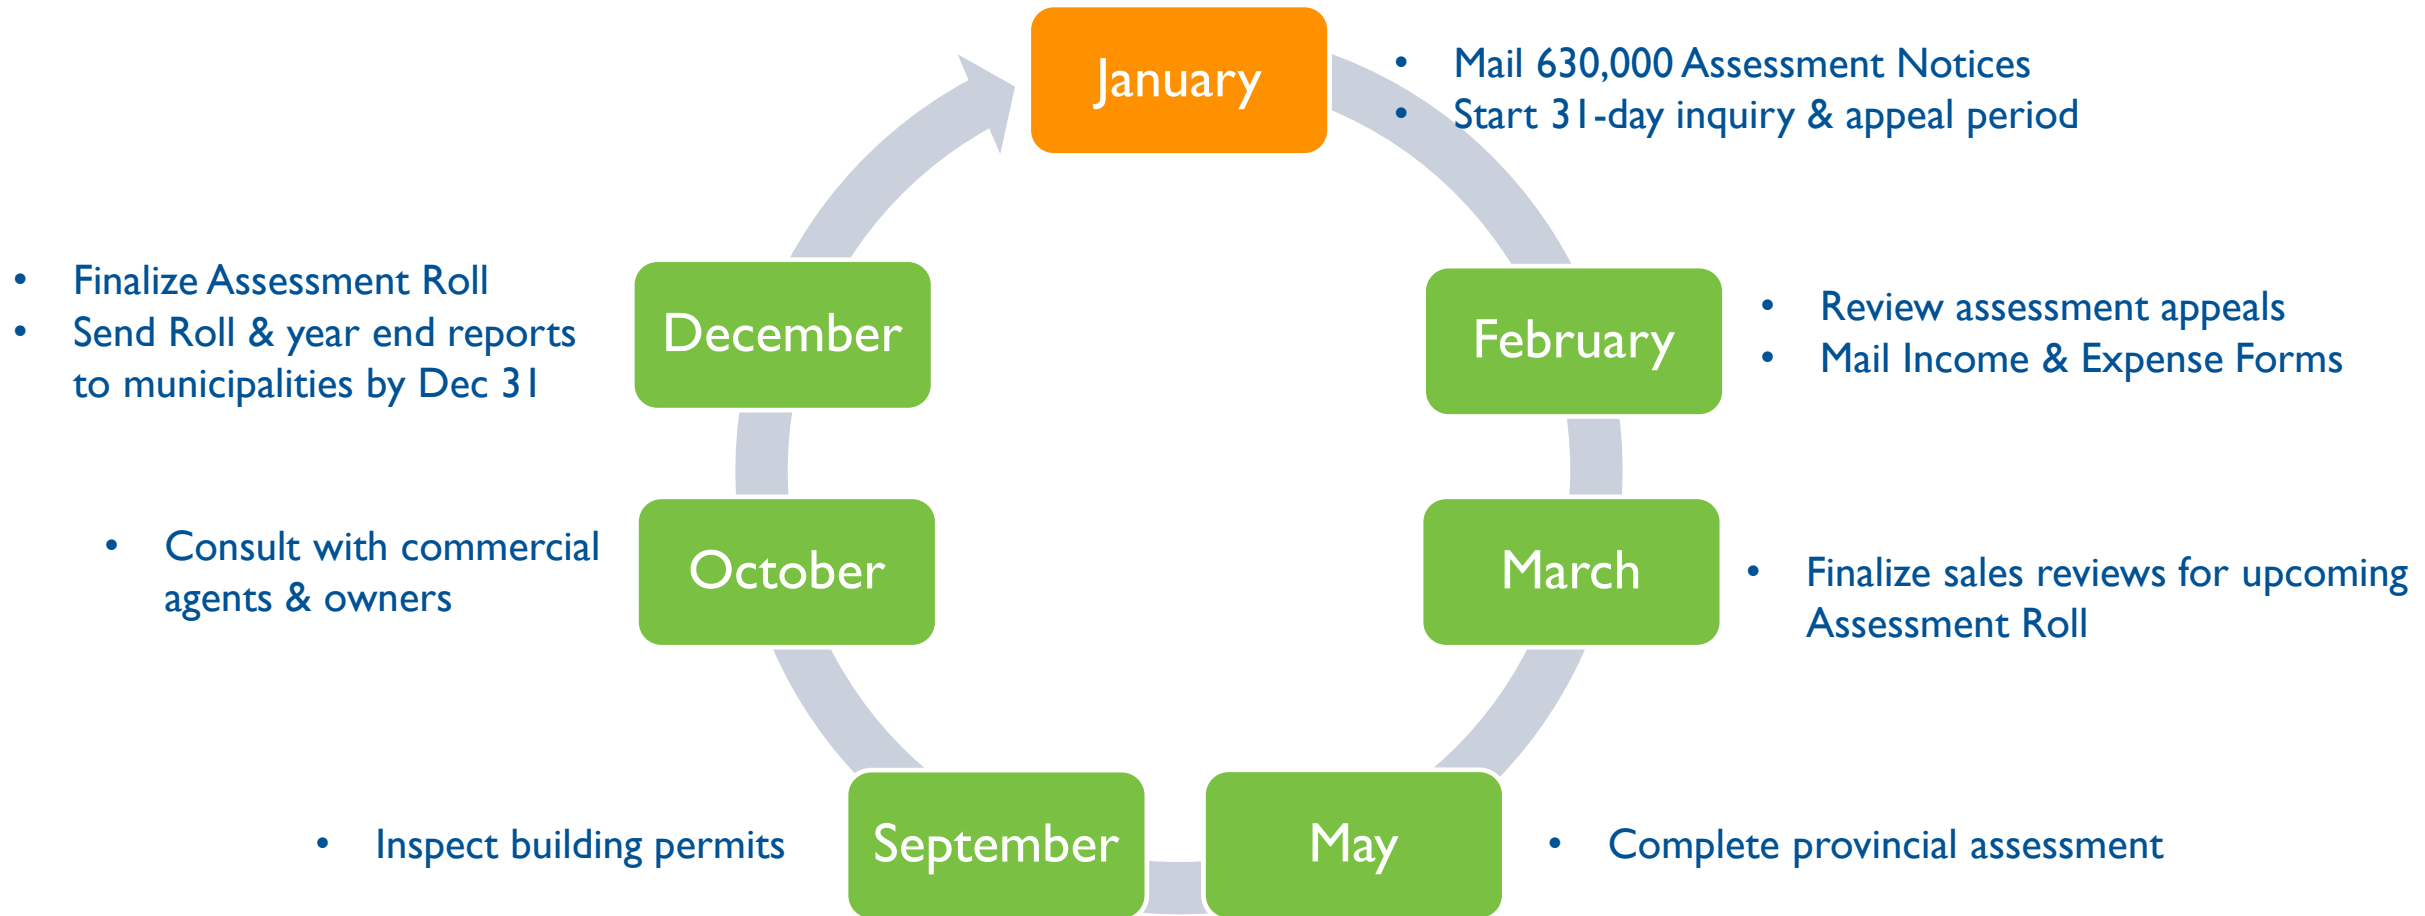 January
• Mail 630,000 Assessment Notices
• Start 31-day inquiry & appeal period
February
• Review assessment appeals
• Mail Income & Expense Forms
March
• Finalize sales reviews for upcoming
Assessment Roll
May
• Complete provincial assessment
September
• Inspect building permits
October
• Consult with commercial
agents & owners
December
• Finalize Assessment Roll
• Send Roll & year end reports
to municipalities by Dec 31